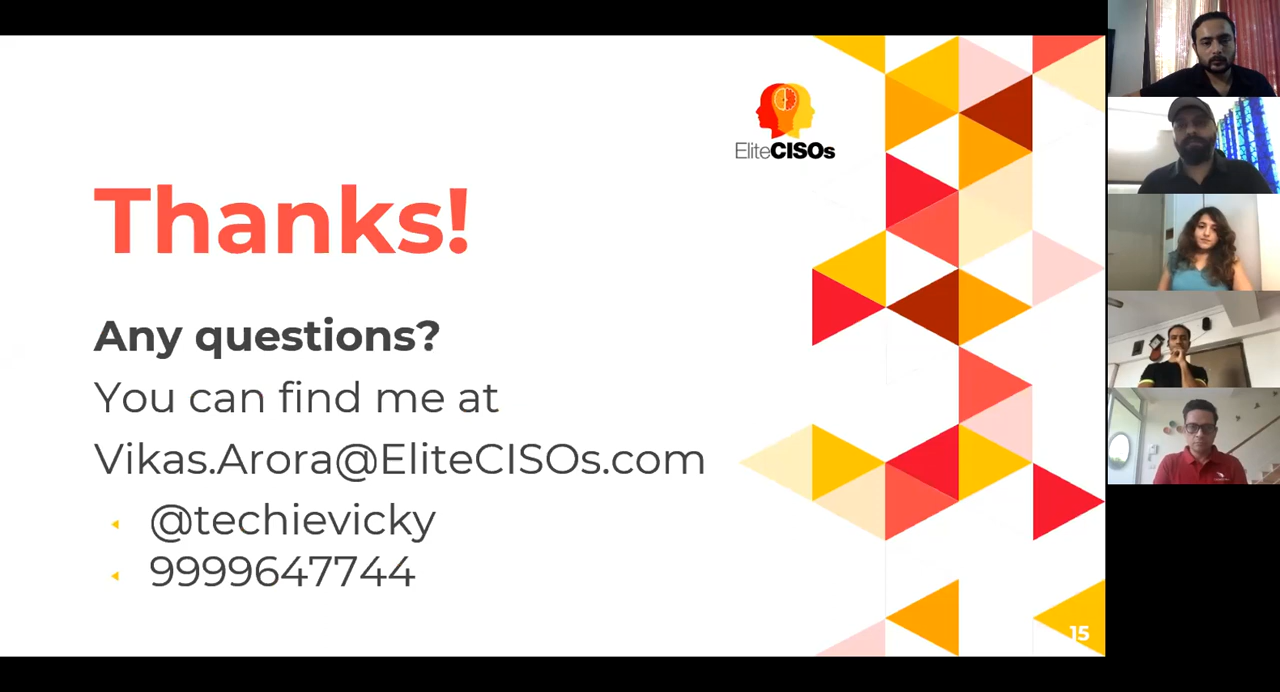 EliteCISOs
Thanks!
Any questions?
You can find me at
Vikas.Arora@EliteCISOs.com
@techievicky
9999647744
15